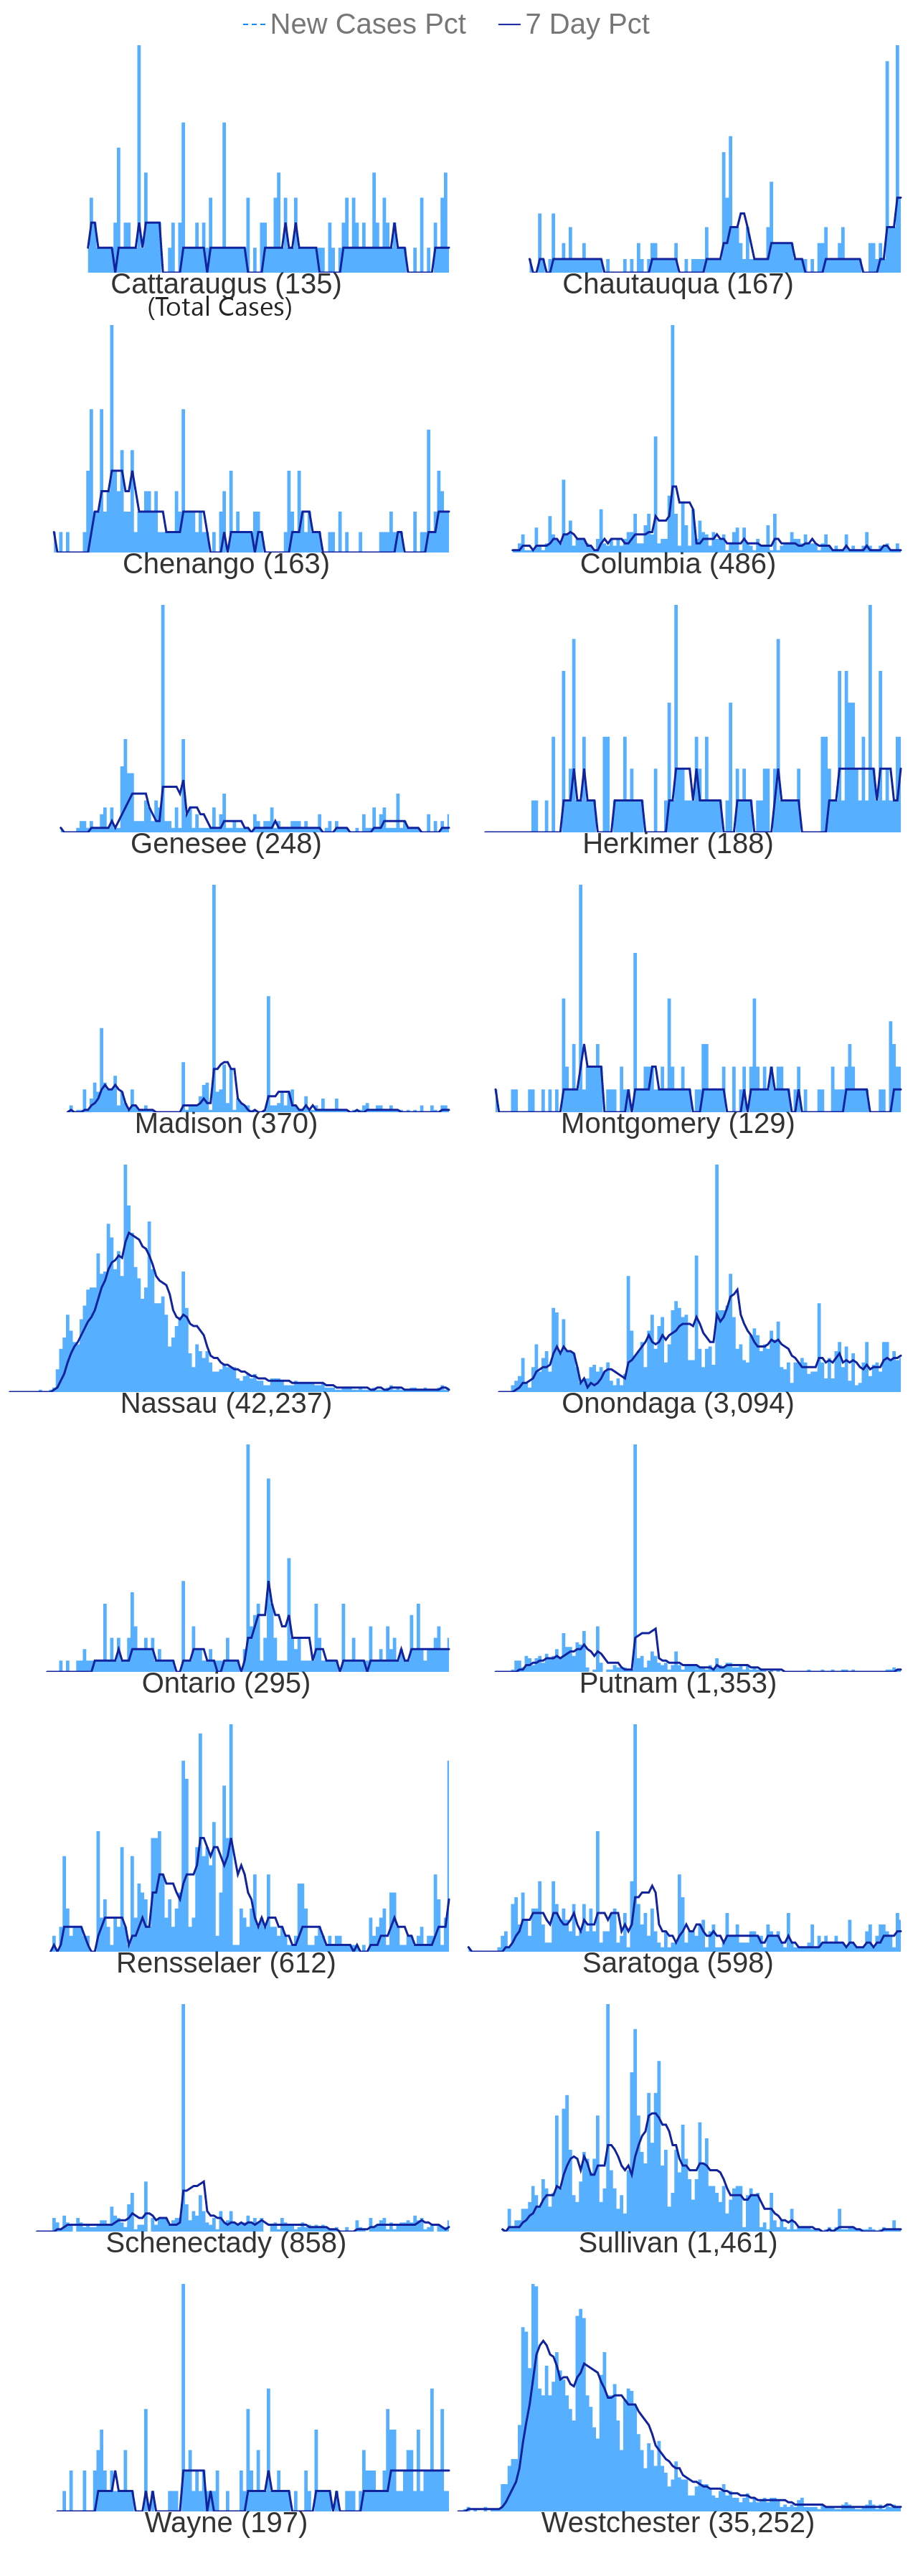 New Cases Pct 7 Day Pct
Cattaraugus (135) Chautauqua (167)
(Total Cases)
Chenango (163) Columbia (486)
Genesee (248) Herkimer (188)
Madison (370) Montgomery (129)
Nassau (42,237) Onondaga (3,094)
Ontario (295) Putnam (1,353)
Rensselaer (612) Saratoga (598)
Schenectady (858) Sullivan (1,461)
Wayne (197) Westchester (35,252)